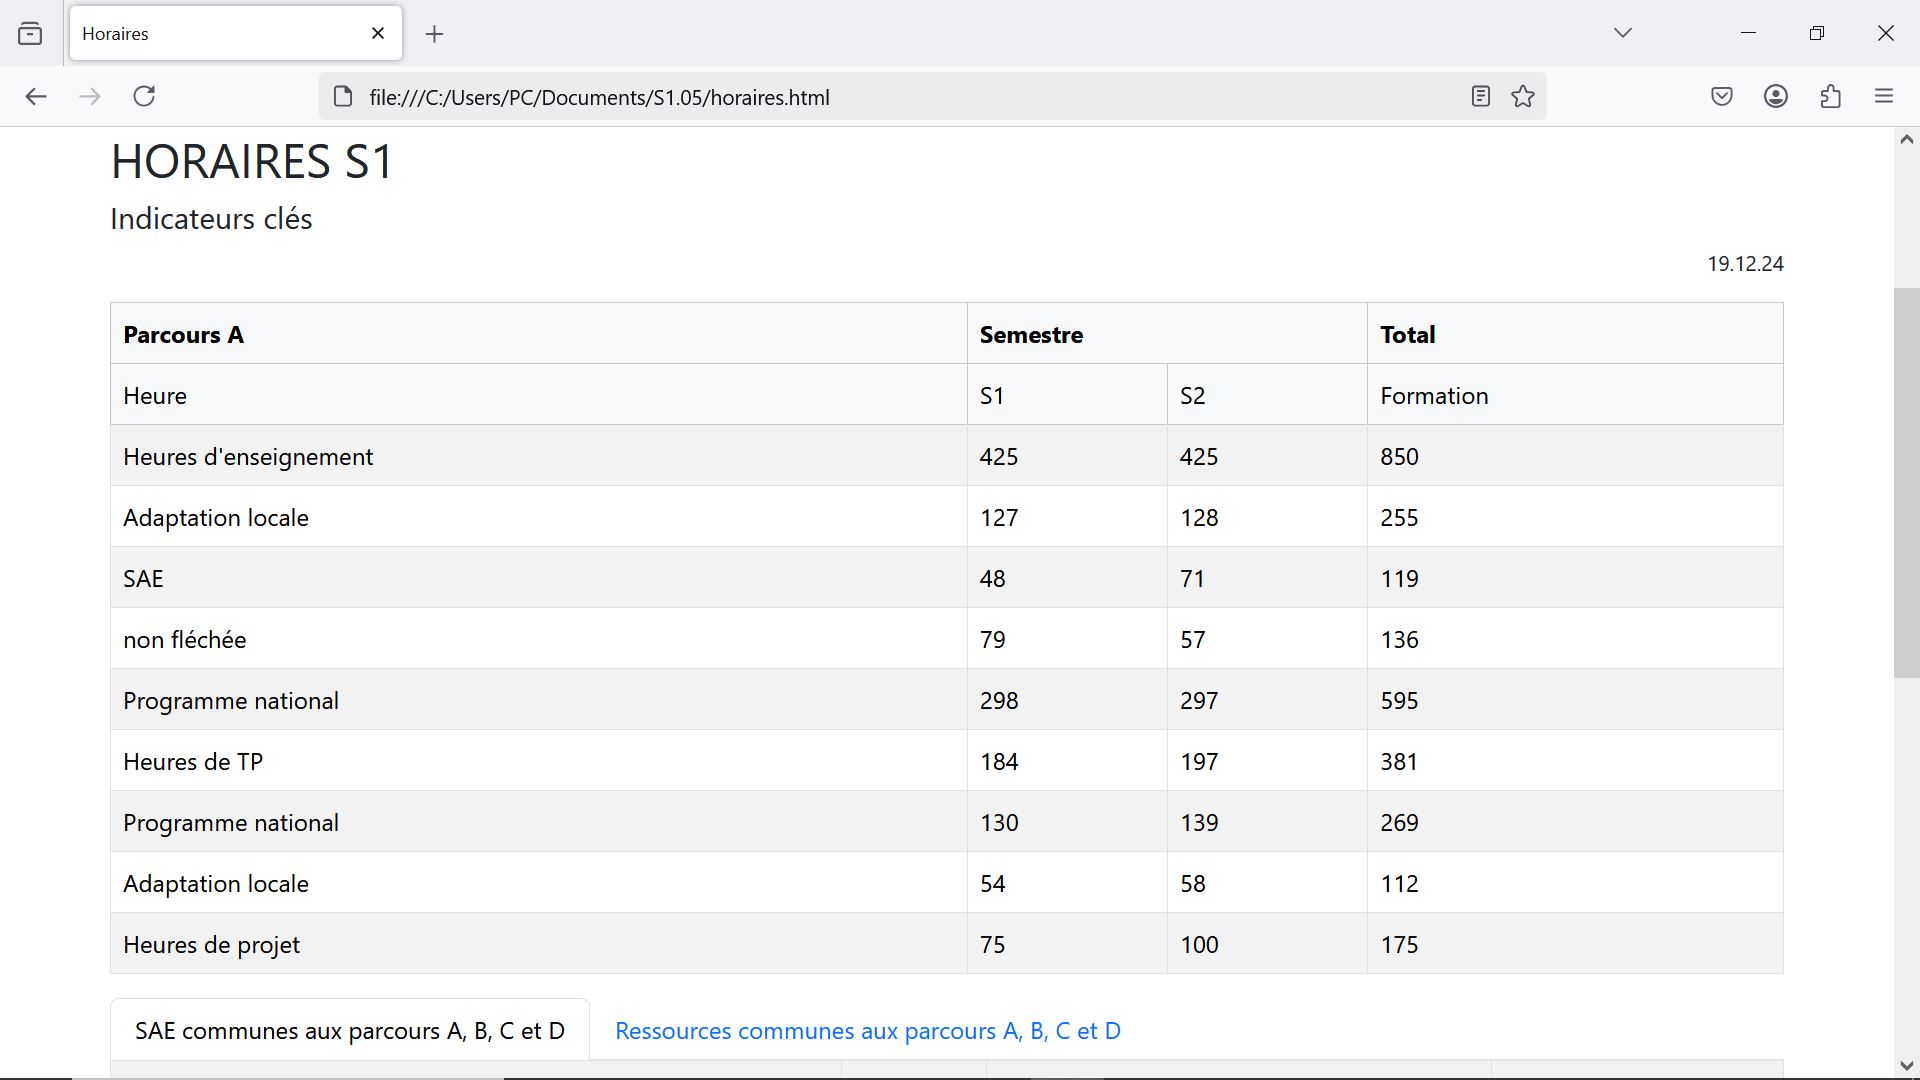 Horaires
file:///C:/Users/PC/Documents/S1.05/horaires.html
HORAIRES S1
Indicateurs clés
19.12.24
Parcours A Semestre Total
Heure S1 S2 Formation
Heures d'enseignement 425 425 850
Adaptation locale 127 128 255
SAE 48 71 119
non fléchée 79 57 136
Programme national 298 297 595
Heures de TP 184 197 381
Programme national 130 139 269
Adaptation locale 54 58 112
Heures de projet 75 100 175
SAE communes aux parcours A, B, C et D Ressources communes aux parcours A, B, C et D